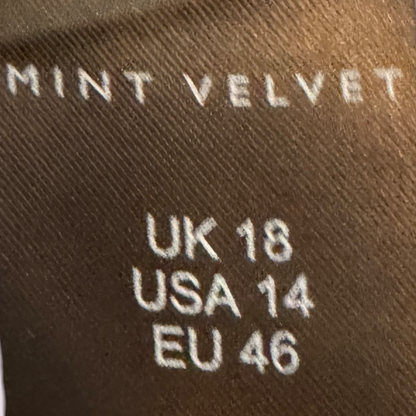 MINT VELVET
UK 18
USA 14
EU 46